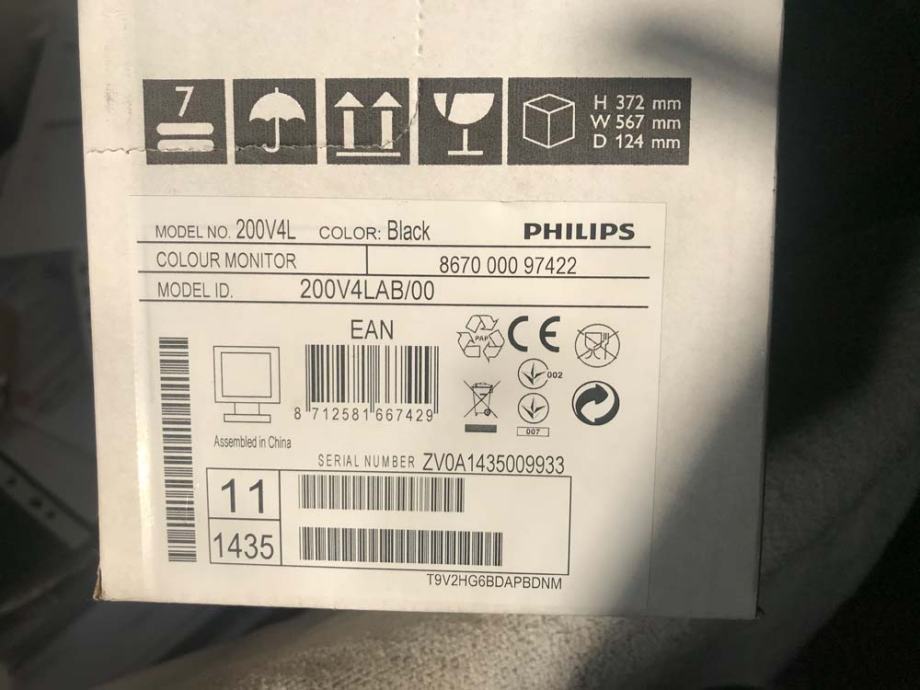 7
H 372 mm
W 567 mm
D 124 mm
MODEL NO. 200V4L COLOR: Black PHILIPS
COLOUR MONITOR 8670 000 97422
MODEL ID. 200V4LAB/00
EAN
PAP
CE
002
8 712581 667429
007
Assembled in China
SERIAL NUMBER ZV0A1435009933
11
1435
T9V2HG6BDAPBDNM